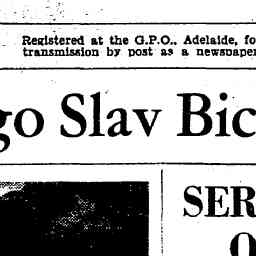 Registered at the G.P.O., Adelaide, fo
transmission by post as a newspaper
go Slav Bic
SER
O